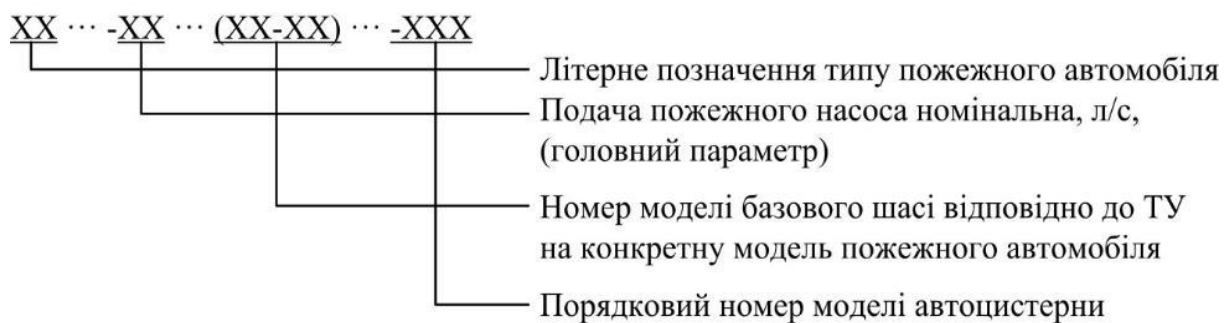 XX ··· -XX ··· (XX-XX) ··· -XXX
Літерне позначення типу пожежного автомобіля
Подача пожежного насоса номінальна, л/с,
(головний параметр)
Номер моделі базового шасі відповідно до ТУ
на конкретну модель пожежного автомобіля
Порядковий номер моделі автоцистерни